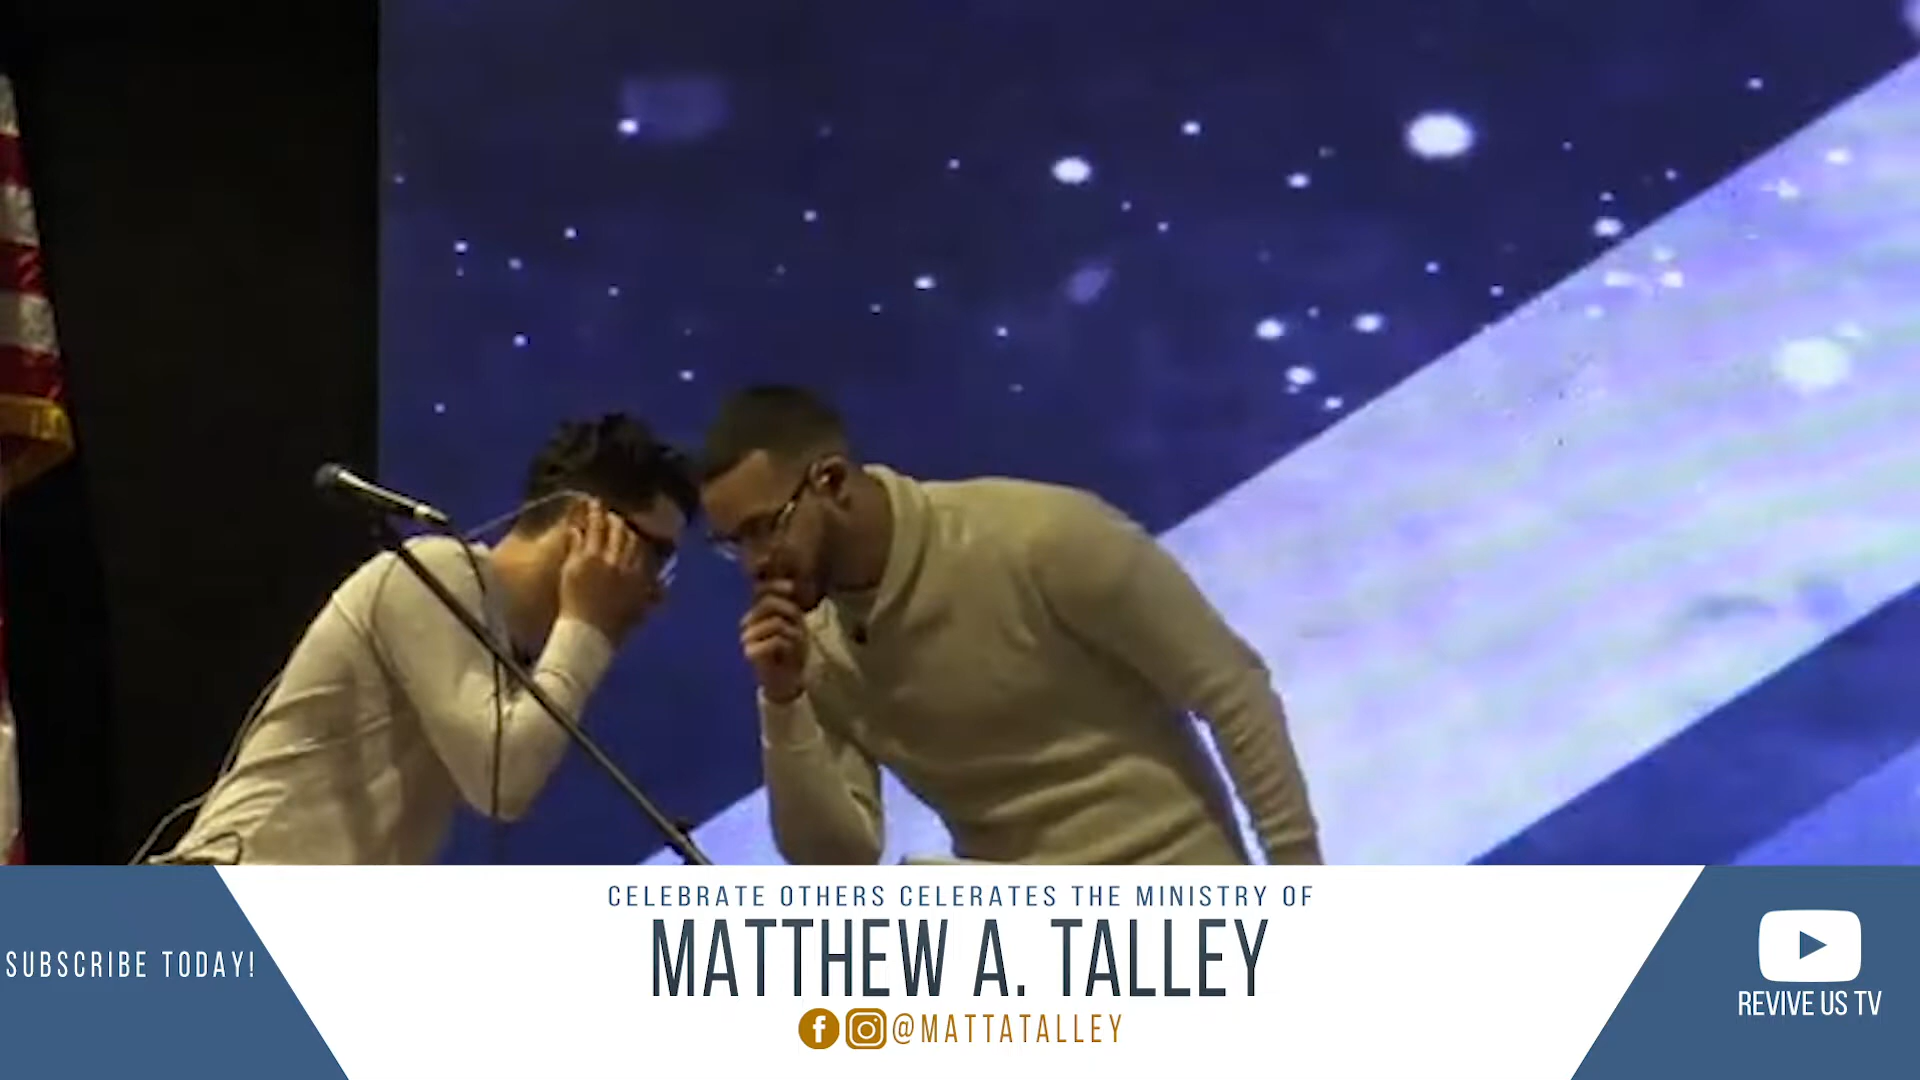 CELEBRATE OTHERS CELERATES THE MINISTRY OF
MATTHEW A. TALLEY
@MATTATALLEY
SUBSCRIBE TODAY!
REVIVE US TV